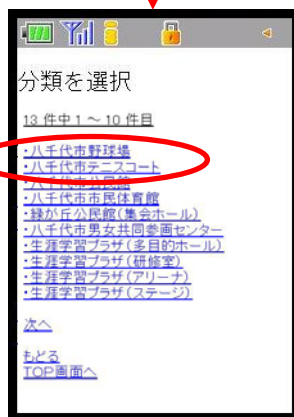 分類を選択
13 件中 1 ～ 10 件目
・八千代市野球場
・八千代市テニスコート
・八千代市公民館
・八千代市市民体育館
・緑が丘公民館(集会ホール)
・八千代市男女共同参画センター
・生涯学習プラザ(多目的ホール)
・生涯学習プラザ(研修室)
・生涯学習プラザ(アリーナ)
・生涯学習プラザ(ステージ)
次へ
もどる
TOP画面へ